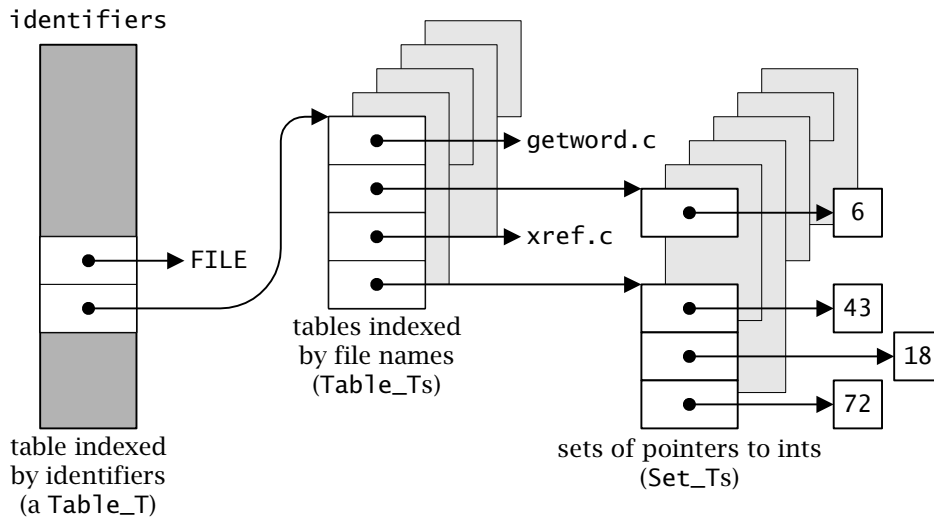 identifiers
getword.c
6
xref.c
FILE
43
tables indexed
by file names
(Table_Ts)
18
72
table indexed
by identifiers
(a Table_T)
sets of pointers to ints
(Set_Ts)